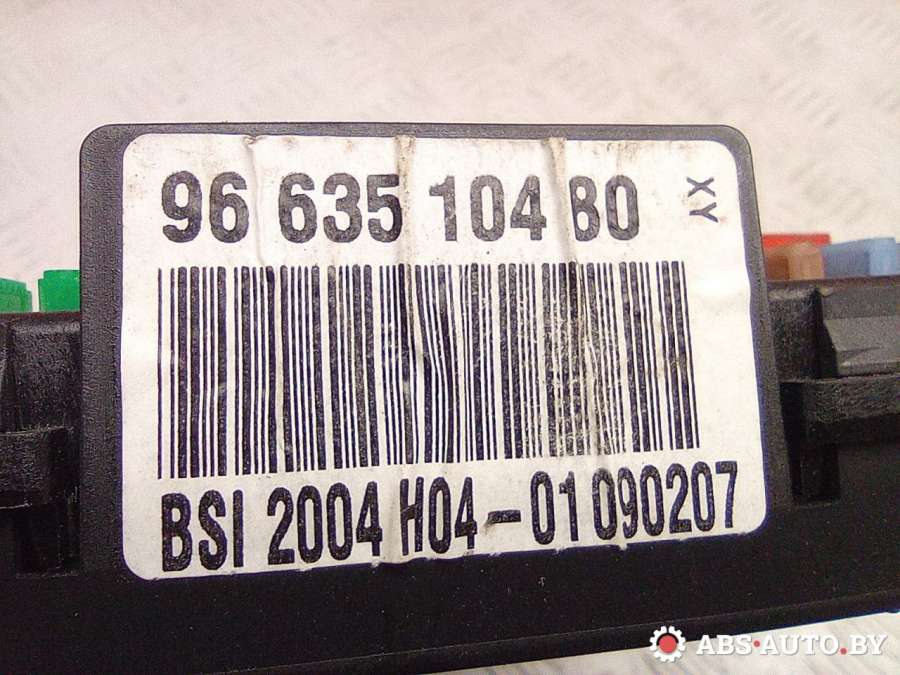 96 635 104 80
XY
BSI 2004 H04-01 090207
ABS-AUTO.BY